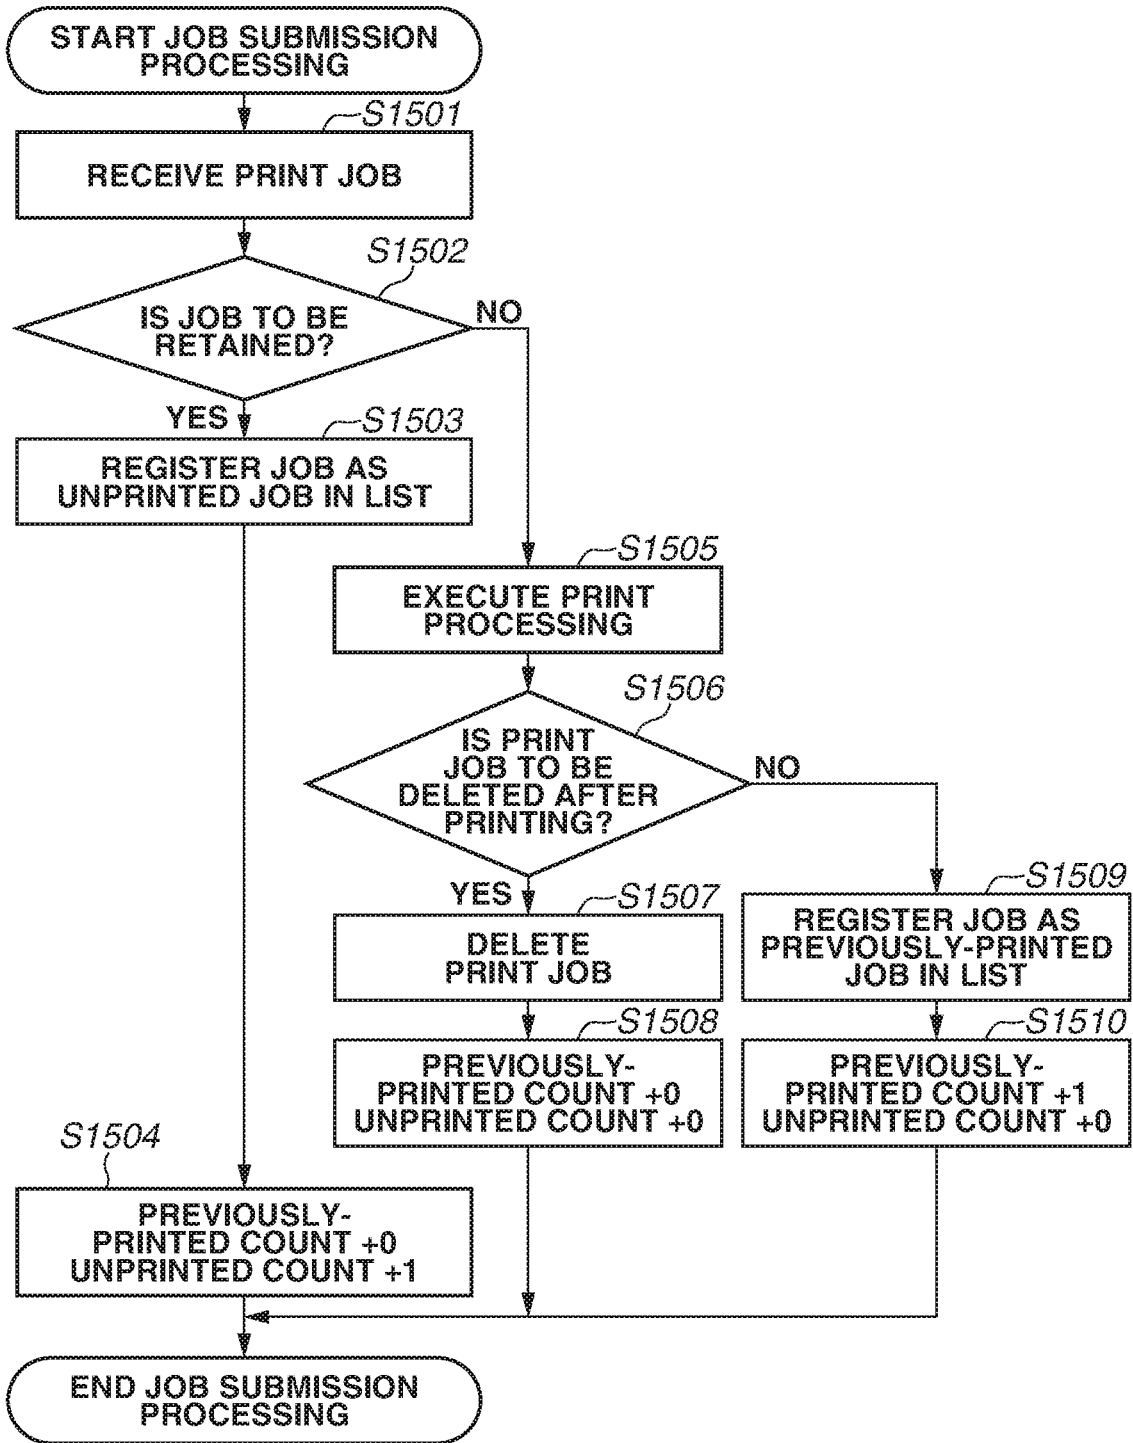 START JOB SUBMISSION
PROCESSING
S1501
RECEIVE PRINT JOB
S1502
IS JOB TO BE
RETAINED?
NO
YES
S1503
REGISTER JOB AS
UNPRINTED JOB IN LIST
S1505
EXECUTE PRINT
PROCESSING
S1506
IS PRINT
JOB TO BE
DELETED AFTER
PRINTING?
NO
YES
S1507
DELETE
PRINT JOB
S1509
REGISTER JOB AS
PREVIOUSLY-PRINTED
JOB IN LIST
S1508
PREVIOUSLY-
PRINTED COUNT +0
UNPRINTED COUNT +0
S1510
PREVIOUSLY-
PRINTED COUNT +1
UNPRINTED COUNT +0
S1504
PREVIOUSLY-
PRINTED COUNT +0
UNPRINTED COUNT +1
END JOB SUBMISSION
PROCESSING